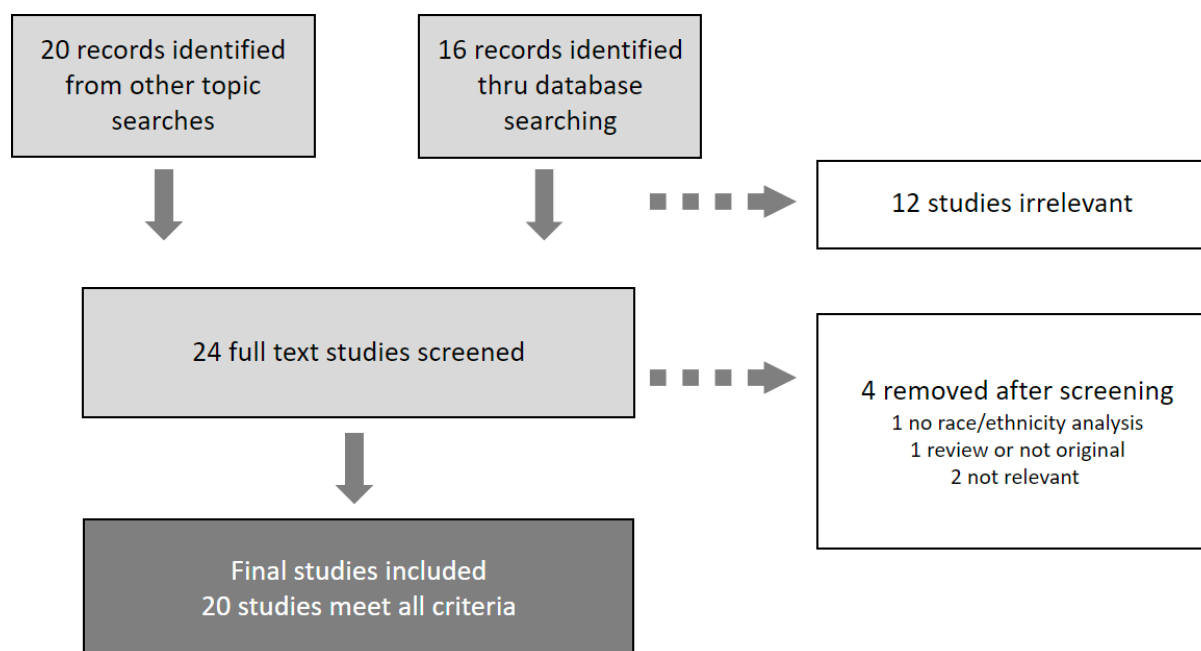 20 records identified
from other topic
searches
16 records identified
thru database
searching
12 studies irrelevant
24 full text studies screened
4 removed after screening
1 no race/ethnicity analysis
1 review or not original
2 not relevant
Final studies included
20 studies meet all criteria